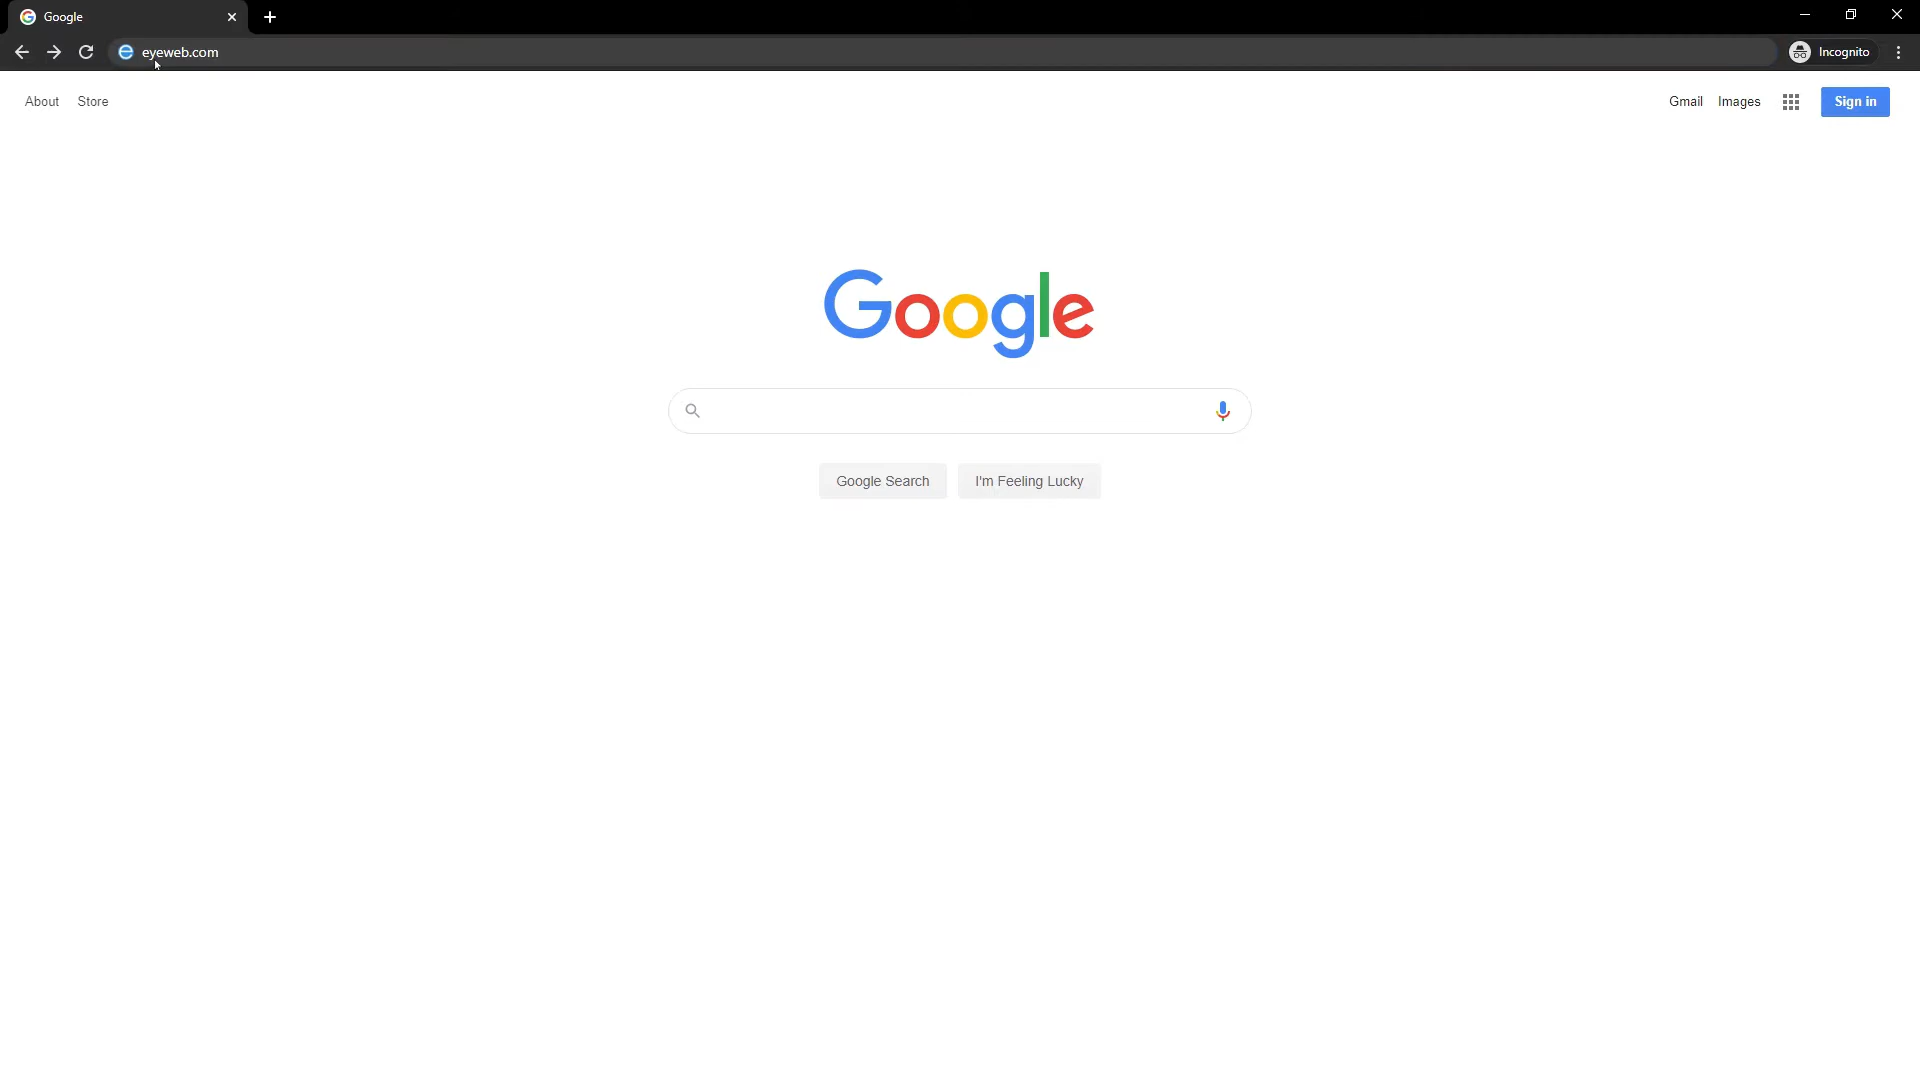 Google
eyeweb.com
Incognito
About Store
Gmail Images Sign in
Google
Google Search I'm Feeling Lucky